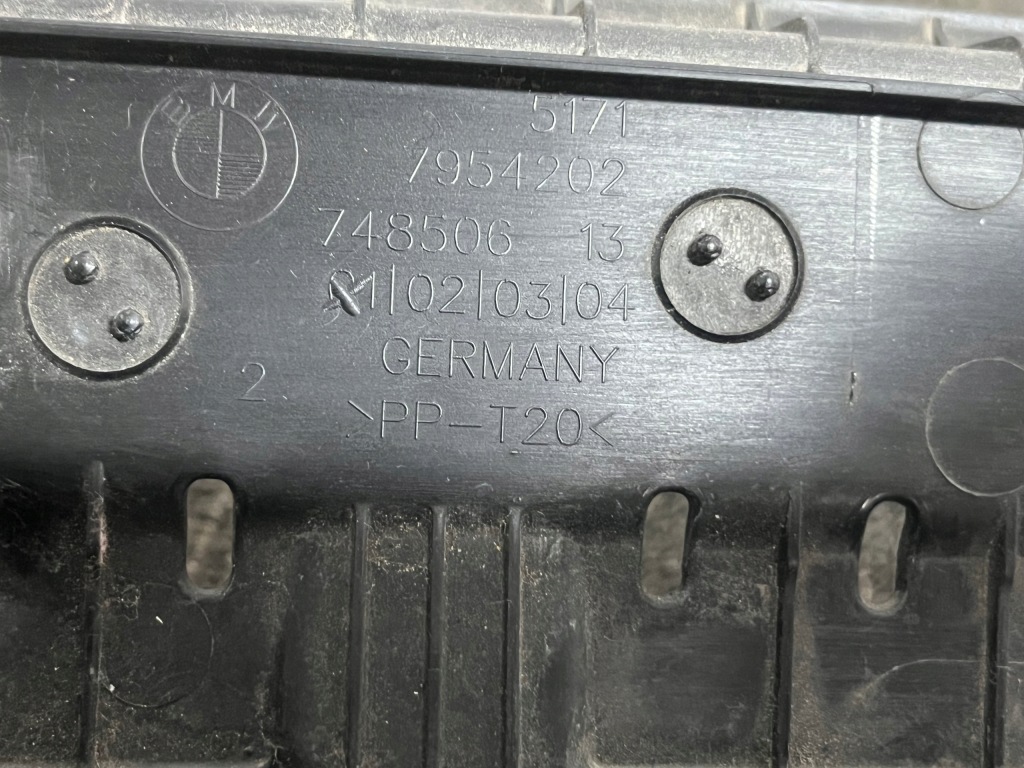 BMW
5171
7954202
748506 13
01|02|03|04
GERMANY
2
>PP-T20<